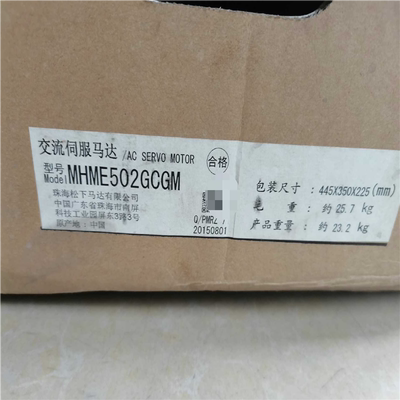 交流伺服马达 /AC SERVO MOTOR
合格
型号
Model MHME502GCGM
珠海松下马达有限公司
中国广东省珠海市南屏
科技工业园屏东3路3号
原产地：中国
Q/PMRZ
20150801
包装尺寸：445X350X225(mm)
毛 重：约 25.7 kg
产品重量：约 23.2 kg